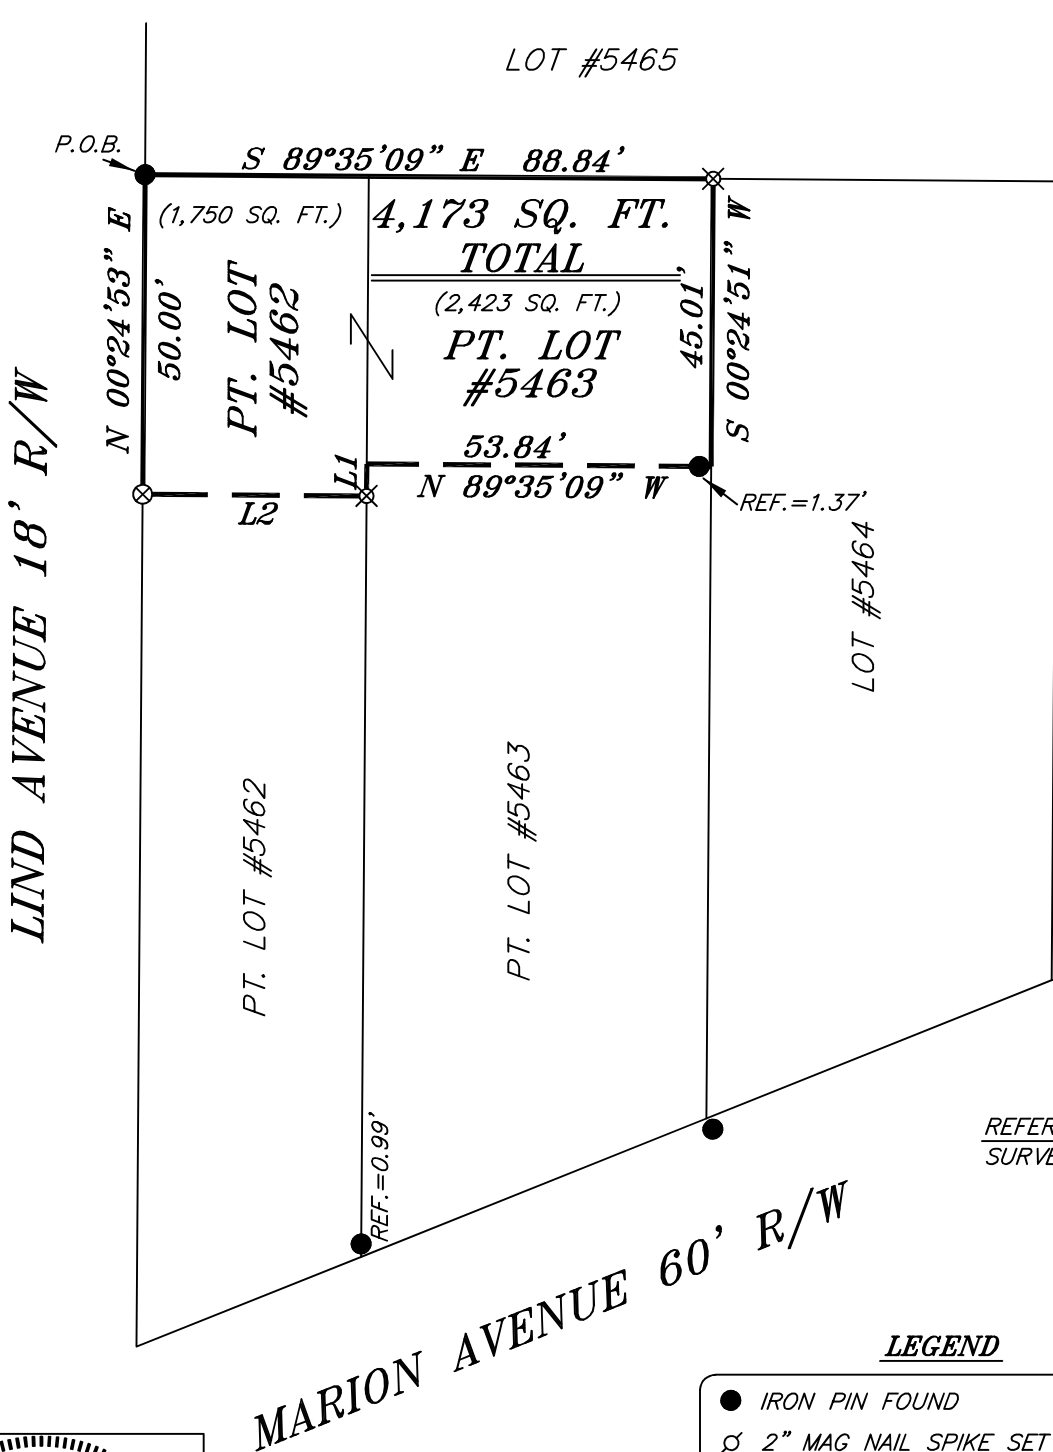 LOT #5465
P.O.B.
S 89°35'09" E 88.84'
(1,750 SQ. FT.)
4,173 SQ. FT.
TOTAL
(2,423 SQ. FT.)
PT. LOT
#5463
PT. LOT
#5462
N 00°24'53" E
50.00'
45.01'
S 00°24'51" W
53.84'
N 89°35'09" W
L1
L2
REF.=1.37'
LOT #5464
LIND AVENUE 18' R/W
PT. LOT #5462
PT. LOT #5463
REF.=0.99'
MARION AVENUE 60' R/W
REFER
SURVE
LEGEND
IRON PIN FOUND
2" MAG NAIL SPIKE SET